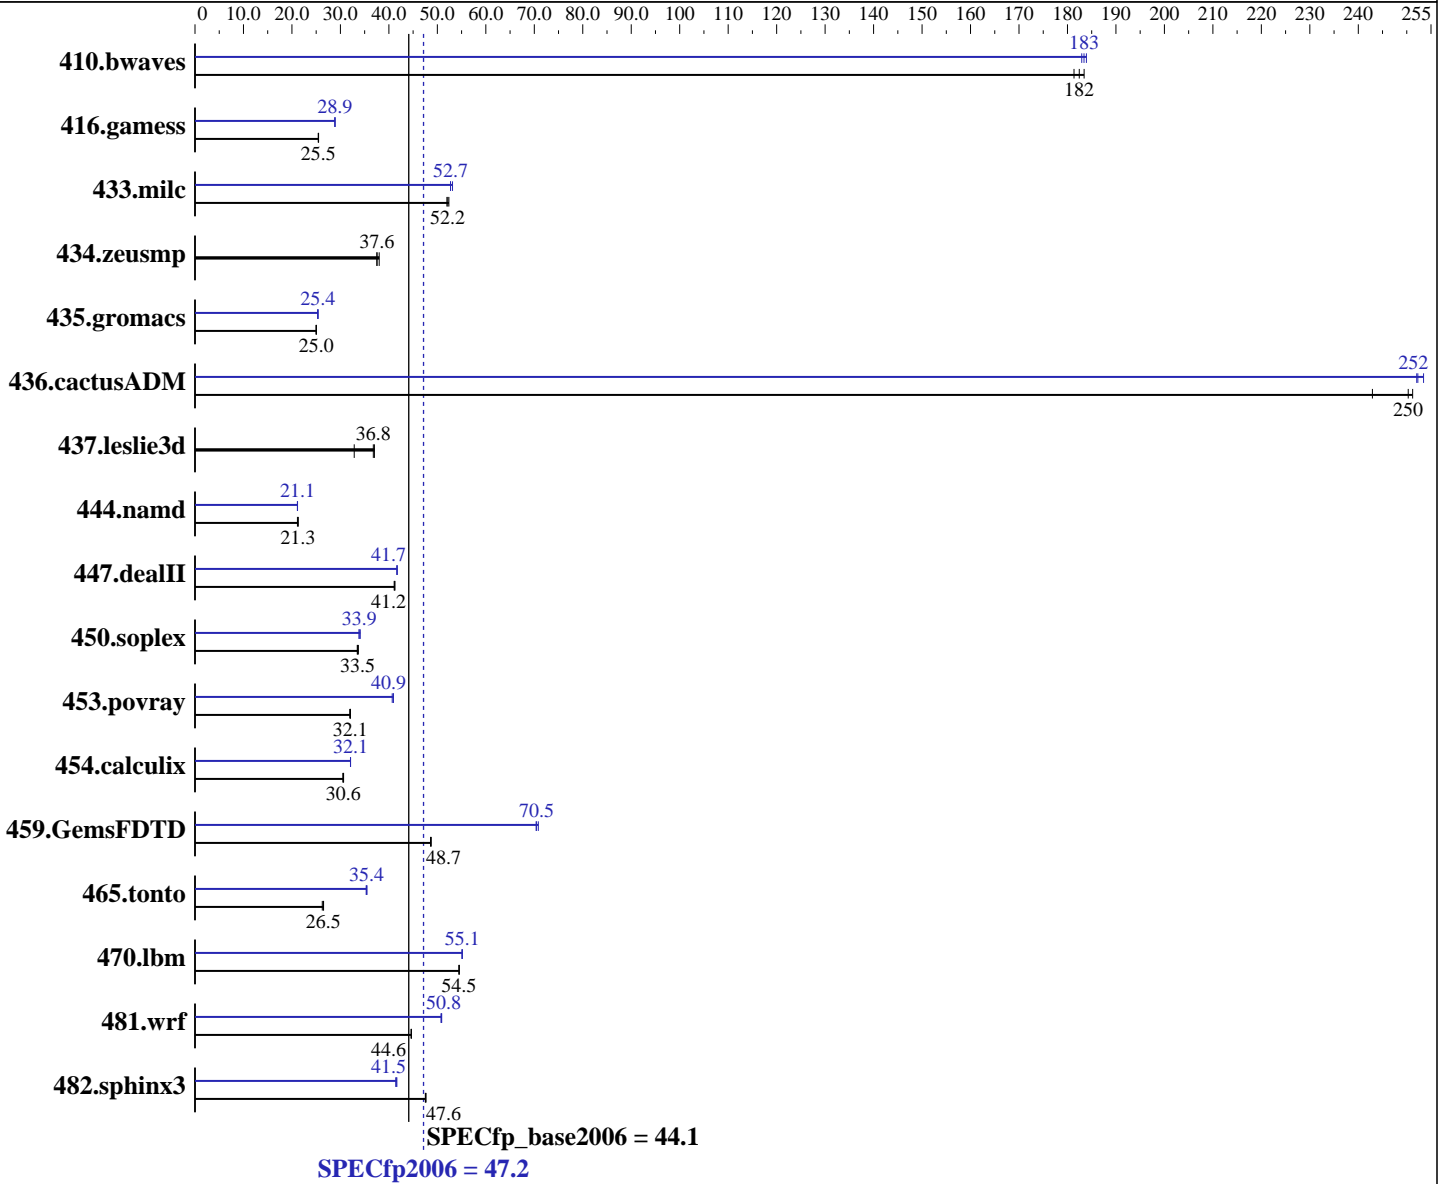 0 10.0 20.0 30.0 40.0 50.0 60.0 70.0 80.0 90.0 100 110 120 130 140 150 160 170 180 190 200 210 220 230 240 255
183
410.bwaves
182
28.9
416.gamess
25.5
52.7
433.milc
52.2
37.6
434.zeusmp
25.4
435.gromacs
25.0
252
436.cactusADM
250
36.8
437.leslie3d
21.1
444.namd
21.3
41.7
447.dealII
41.2
33.9
450.soplex
33.5
40.9
453.povray
32.1
32.1
454.calculix
30.6
70.5
459.GemsFDTD
48.7
35.4
465.tonto
26.5
55.1
470.lbm
54.5
50.8
481.wrf
44.6
41.5
482.sphinx3
47.6
SPECfp_base2006 = 44.1
SPECfp2006 = 47.2